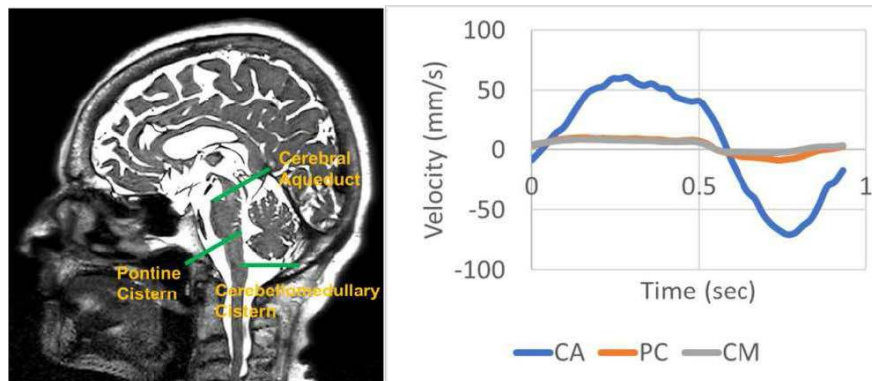 Cerebral
Aqueduct
Pontine
Cistern
Cerebellomedullary
Cistern
Velocity (mm/s)
100
50
0
-50
-100
0
0.5
1
Time (sec)
CA
PC
CM